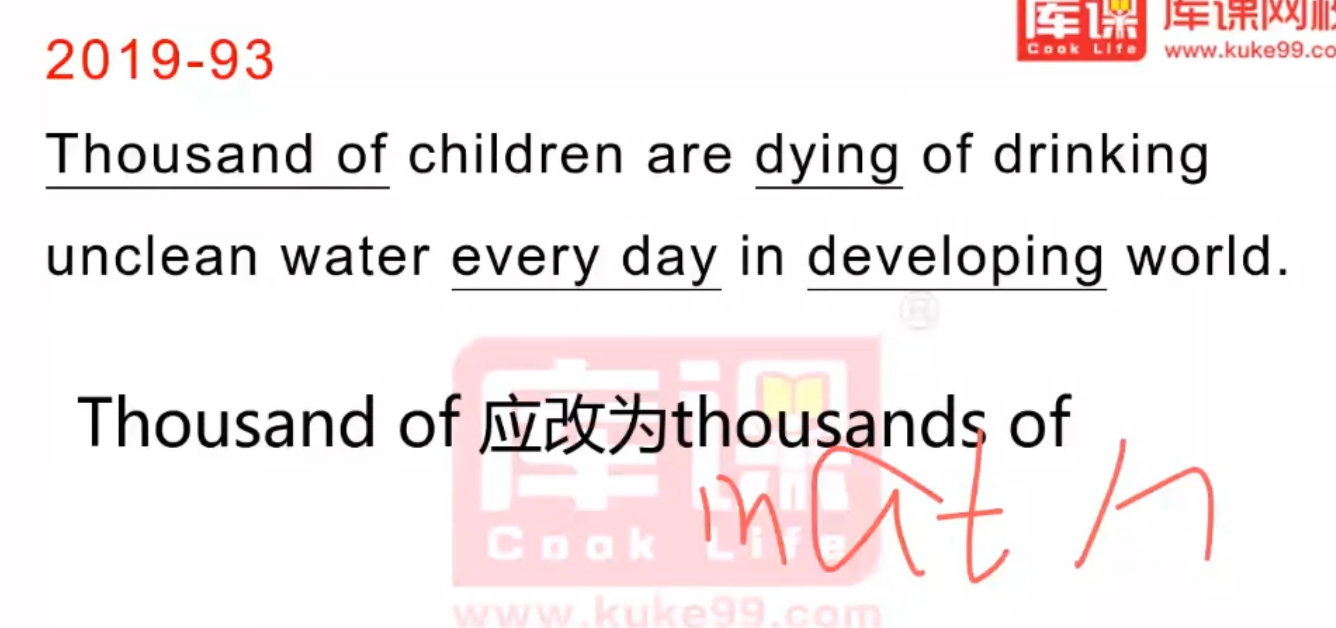 库课 库课网校
Cook Life www.kuke99.co
2019-93
Thousand of children are dying of drinking
unclean water every day in developing world.
®
Thousand of 应改为thousands of
math
库课
Cook Life
www.kuke99.com